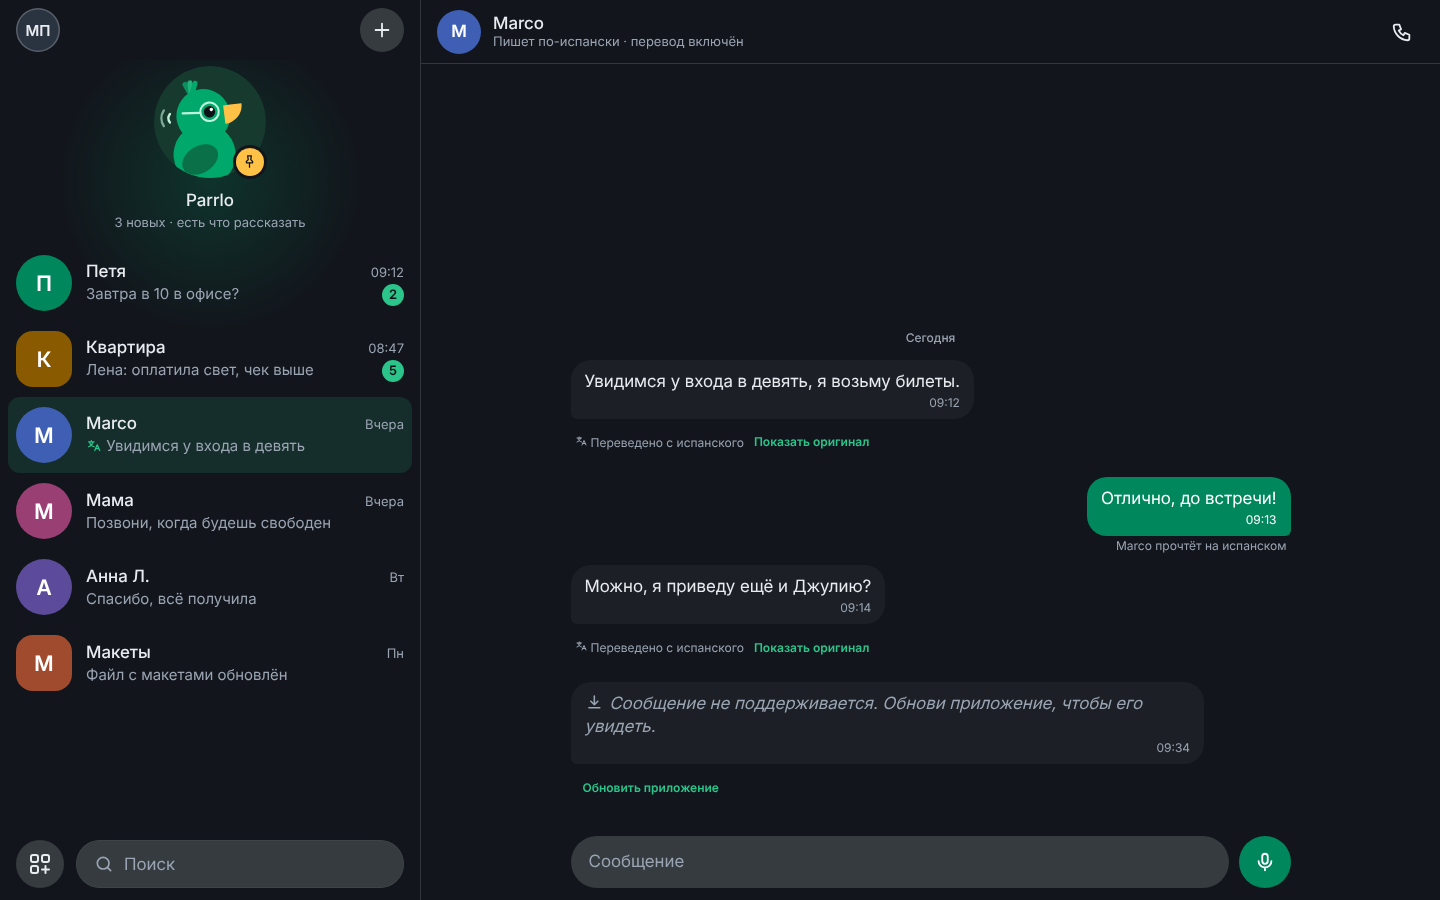 МП
Parrlo
3 новых · есть что рассказать
П
Петя
09:12
Завтра в 10 в офисе?
2
К
Квартира
08:47
Лена: оплатила свет, чек выше
5
M
Marco
Вчера
Увидимся у входа в девять
М
Мама
Вчера
Позвони, когда будешь свободен
А
Анна Л.
Вт
Спасибо, всё получила
М
Макеты
Пн
Файл с макетами обновлён
Поиск
M
Marco
Пишет по-испански · перевод включён
Сегодня
Увидимся у входа в девять, я возьму билеты.
09:12
Переведено с испанского Показать оригинал
Отлично, до встречи!
09:13
Marco прочтёт на испанском
Можно, я приведу ещё и Джулию?
09:14
Переведено с испанского Показать оригинал
Сообщение не поддерживается. Обнови приложение, чтобы его
увидеть.
09:34
Обновить приложение
Сообщение